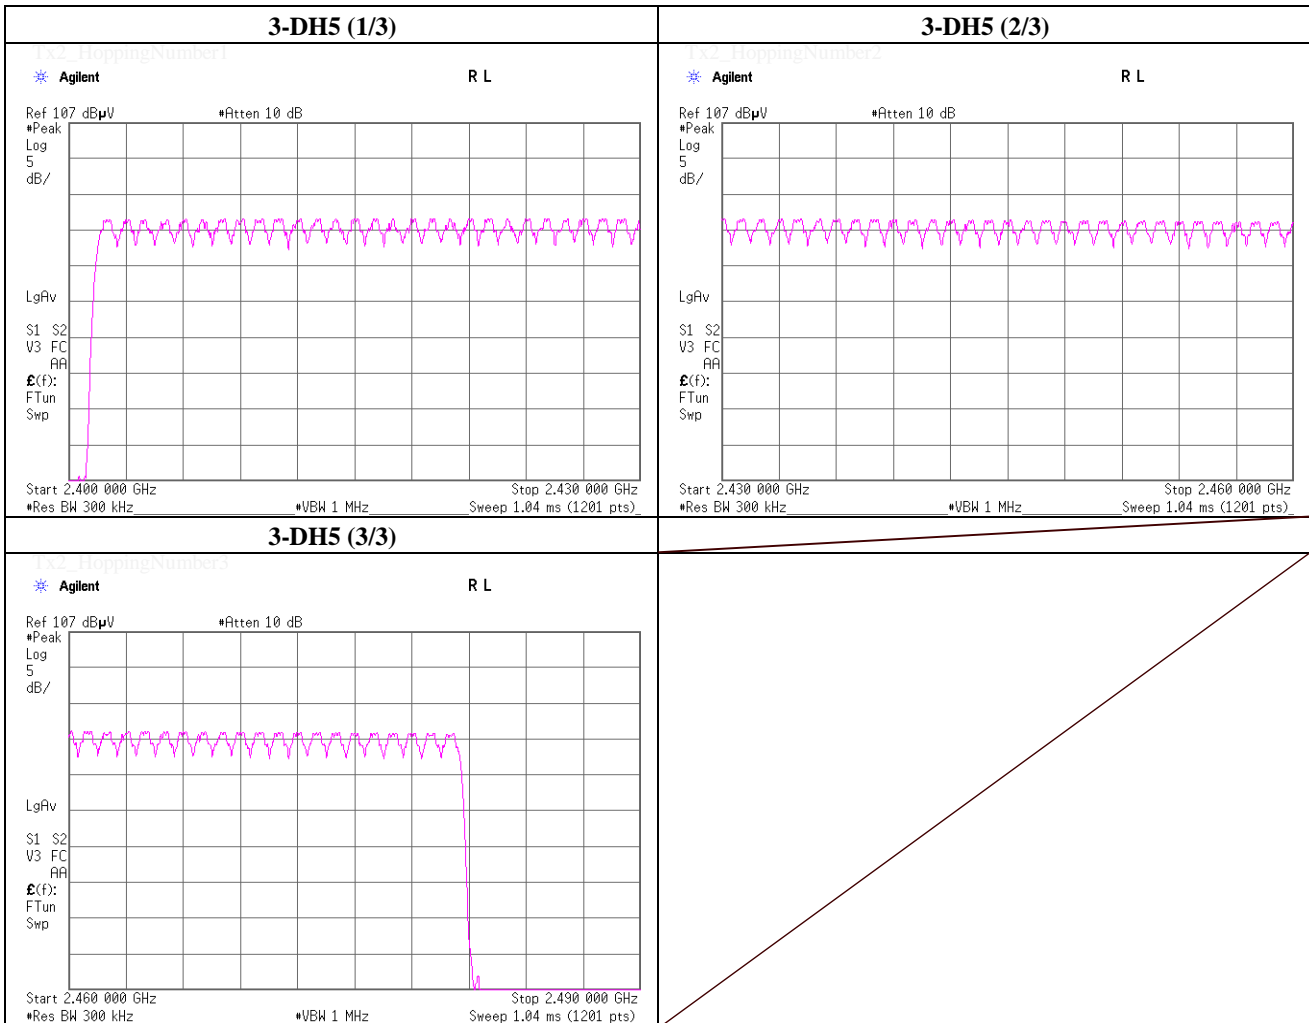 3-DH5 (1/3)
Tx2_HoppingNumber1
Agilent
R L
Ref 107 dBµV
#Atten 10 dB
#Peak
Log
5
dB/
LgAv
S1 S2
V3 FC
AA
£(f):
FTun
Swp
Start 2.400 000 GHz
Stop 2.430 000 GHz
#Res BW 300 kHz
#VBW 1 MHz
Sweep 1.04 ms (1201 pts)
3-DH5 (2/3)
Tx2_HoppingNumber2
Agilent
R L
Ref 107 dBµV
#Atten 10 dB
#Peak
Log
5
dB/
LgAv
S1 S2
V3 FC
AA
£(f):
FTun
Swp
Start 2.430 000 GHz
Stop 2.460 000 GHz
#Res BW 300 kHz
#VBW 1 MHz
Sweep 1.04 ms (1201 pts)
3-DH5 (3/3)
Tx2_HoppingNumber3
Agilent
R L
Ref 107 dBµV
#Atten 10 dB
#Peak
Log
5
dB/
LgAv
S1 S2
V3 FC
AA
£(f):
FTun
Swp
Start 2.460 000 GHz
Stop 2.490 000 GHz
#Res BW 300 kHz
#VBW 1 MHz
Sweep 1.04 ms (1201 pts)